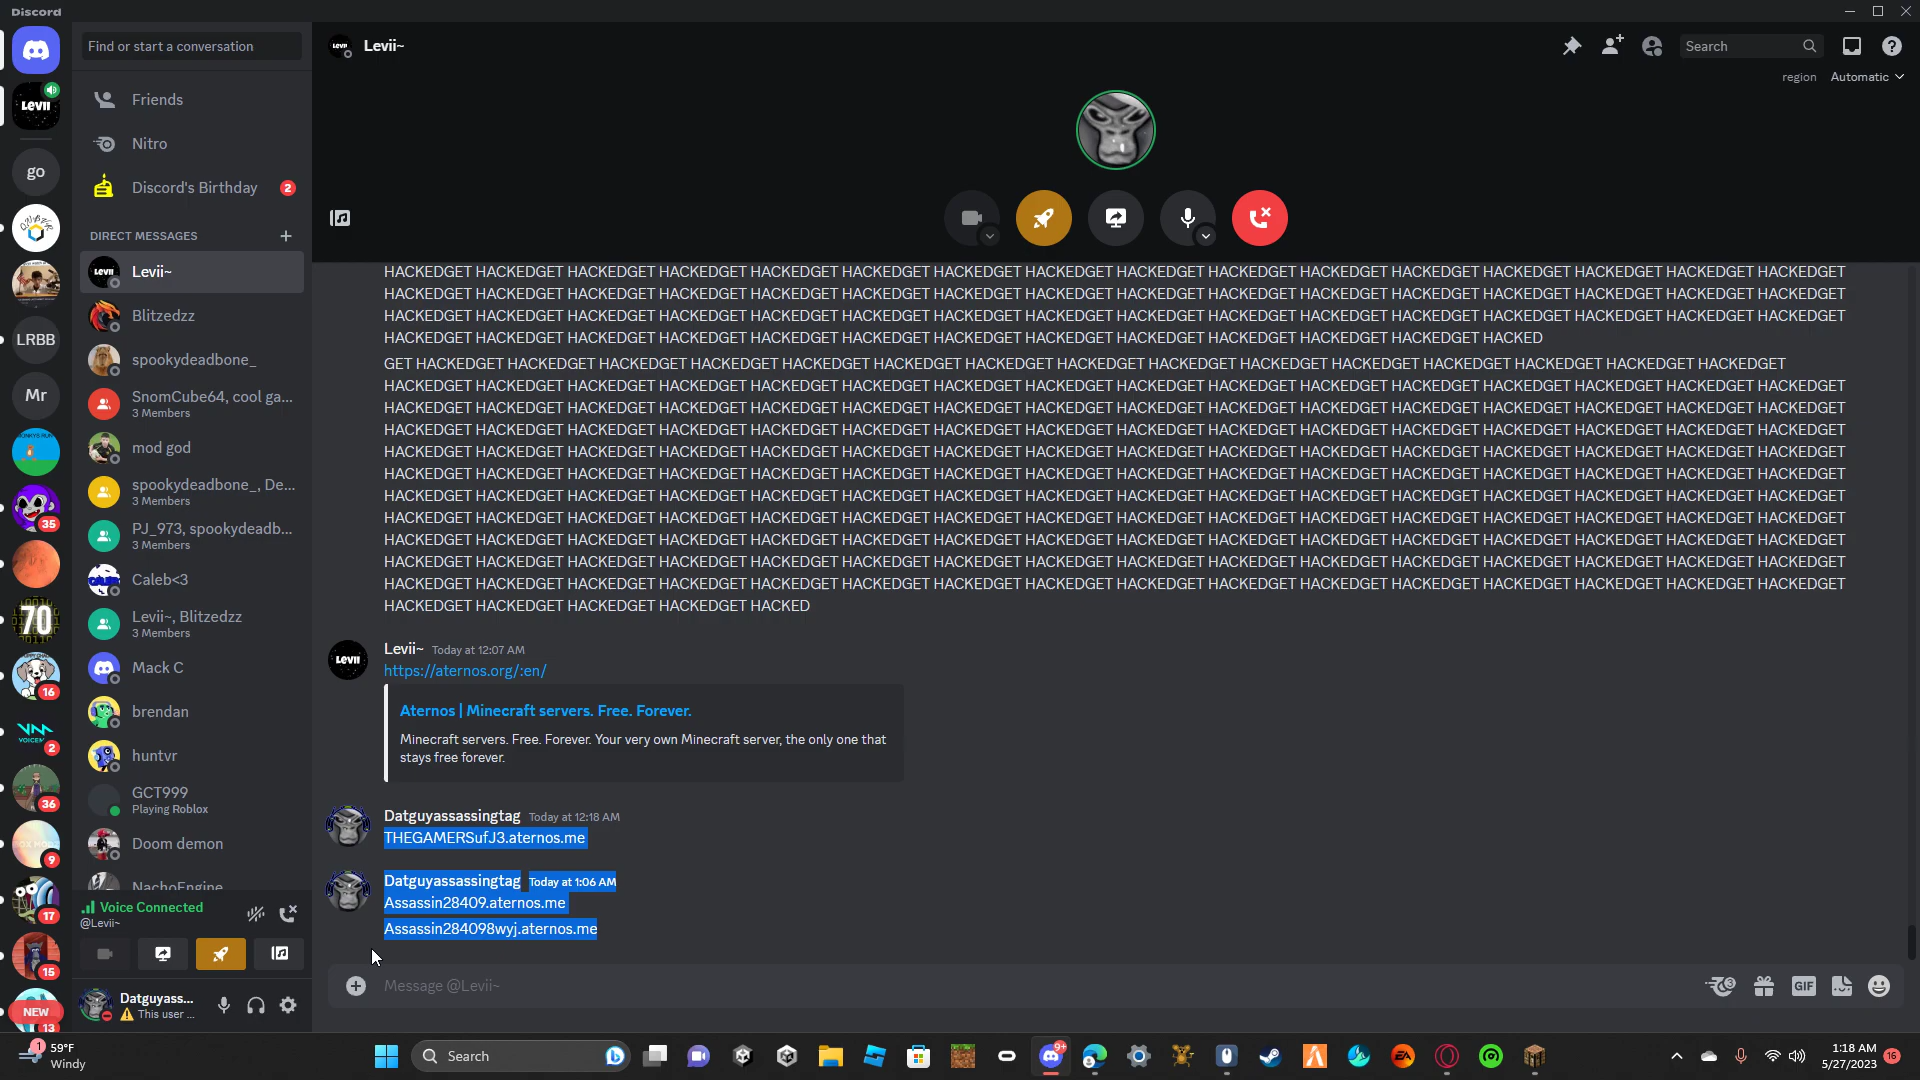 Discord
Find or start a conversation
Levii~
Search
region Automatic
LEVII
Friends
Nitro
Discord's Birthday 2
DIRECT MESSAGES
go
LEVII
Levii~
Blitzedzz
spookydeadbone_
SnomCube64, cool ga...
3 Members
LRBB
Mr
mod god
spookydeadbone_, De...
3 Members
PJ_973, spookydeadb...
3 Members
35
Caleb<3
Levii~, Blitzedzz
3 Members
70
Mack C
16
brendan
2
huntvr
36
GCT999
Playing Roblox
Doom demon
9
NachoEngine
17
Voice Connected
@Levii~
15
Datguyass...
This user ...
NEW
13
HACKEDGET HACKEDGET HACKEDGET HACKEDGET HACKEDGET HACKEDGET HACKEDGET HACKEDGET HACKEDGET HACKEDGET HACKEDGET HACKEDGET HACKEDGET HACKEDGET HACKEDGET HACKEDGET
HACKEDGET HACKEDGET HACKEDGET HACKEDGET HACKEDGET HACKEDGET HACKEDGET HACKEDGET HACKEDGET HACKEDGET HACKEDGET HACKEDGET HACKEDGET HACKEDGET HACKEDGET HACKEDGET
HACKEDGET HACKEDGET HACKEDGET HACKEDGET HACKEDGET HACKEDGET HACKEDGET HACKEDGET HACKEDGET HACKEDGET HACKEDGET HACKEDGET HACKEDGET HACKEDGET HACKEDGET HACKEDGET
HACKEDGET HACKEDGET HACKEDGET HACKEDGET HACKEDGET HACKEDGET HACKEDGET HACKEDGET HACKEDGET HACKEDGET HACKEDGET HACKEDGET HACKED
GET HACKEDGET HACKEDGET HACKEDGET HACKEDGET HACKEDGET HACKEDGET HACKEDGET HACKEDGET HACKEDGET HACKEDGET HACKEDGET HACKEDGET HACKEDGET HACKEDGET HACKEDGET
HACKEDGET HACKEDGET HACKEDGET HACKEDGET HACKEDGET HACKEDGET HACKEDGET HACKEDGET HACKEDGET HACKEDGET HACKEDGET HACKEDGET HACKEDGET HACKEDGET HACKEDGET HACKEDGET
HACKEDGET HACKEDGET HACKEDGET HACKEDGET HACKEDGET HACKEDGET HACKEDGET HACKEDGET HACKEDGET HACKEDGET HACKEDGET HACKEDGET HACKEDGET HACKEDGET HACKEDGET HACKEDGET
HACKEDGET HACKEDGET HACKEDGET HACKEDGET HACKEDGET HACKEDGET HACKEDGET HACKEDGET HACKEDGET HACKEDGET HACKEDGET HACKEDGET HACKEDGET HACKEDGET HACKEDGET HACKEDGET
HACKEDGET HACKEDGET HACKEDGET HACKEDGET HACKEDGET HACKEDGET HACKEDGET HACKEDGET HACKEDGET HACKEDGET HACKEDGET HACKEDGET HACKEDGET HACKEDGET HACKEDGET HACKEDGET
HACKEDGET HACKEDGET HACKEDGET HACKEDGET HACKEDGET HACKEDGET HACKEDGET HACKEDGET HACKEDGET HACKEDGET HACKEDGET HACKEDGET HACKEDGET HACKEDGET HACKEDGET HACKEDGET
HACKEDGET HACKEDGET HACKEDGET HACKEDGET HACKEDGET HACKEDGET HACKEDGET HACKEDGET HACKEDGET HACKEDGET HACKEDGET HACKEDGET HACKEDGET HACKEDGET HACKEDGET HACKEDGET
HACKEDGET HACKEDGET HACKEDGET HACKEDGET HACKEDGET HACKEDGET HACKEDGET HACKEDGET HACKEDGET HACKEDGET HACKEDGET HACKEDGET HACKEDGET HACKEDGET HACKEDGET HACKEDGET
HACKEDGET HACKEDGET HACKEDGET HACKEDGET HACKEDGET HACKEDGET HACKEDGET HACKEDGET HACKEDGET HACKEDGET HACKEDGET HACKEDGET HACKEDGET HACKEDGET HACKEDGET HACKEDGET
HACKEDGET HACKEDGET HACKEDGET HACKEDGET HACKEDGET HACKEDGET HACKEDGET HACKEDGET HACKEDGET HACKEDGET HACKEDGET HACKEDGET HACKEDGET HACKEDGET HACKEDGET HACKEDGET
HACKEDGET HACKEDGET HACKEDGET HACKEDGET HACKEDGET HACKEDGET HACKEDGET HACKEDGET HACKEDGET HACKEDGET HACKEDGET HACKEDGET HACKEDGET HACKEDGET HACKEDGET HACKEDGET
HACKEDGET HACKEDGET HACKEDGET HACKEDGET HACKED
LEVII
Levii~ Today at 12:07 AM
https://aternos.org/:en/
Aternos | Minecraft servers. Free. Forever.
Minecraft servers. Free. Forever. Your very own Minecraft server, the only one that
stays free forever.
Datguyassassingtag Today at 12:18 AM
THEGAMERSufJ3.aternos.me
Datguyassassingtag Today at 1:06 AM
Assassin28409.aternos.me
Assassin284098wyj.aternos.me
Message @Levii~
3
GIF
1
59°F
Windy
Search
9+
EA
1:18 AM
5/27/2023
16